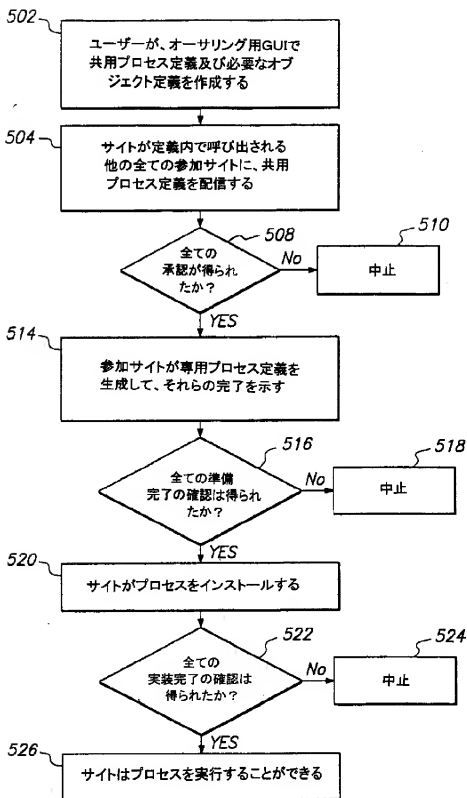 502
ユーザーが、オーサリング用GUIで
共用プロセス定義及び必要なオブ
ジェクト定義を作成する
504
サイトが定義内で呼び出される
他の全ての参加サイトに、共用
プロセス定義を配信する
508
全ての
承認が得られ
たか?
No
510
中止
YES
514
参加サイトが専用プロセス定義を
生成して、それらの完了を示す
516
全ての準備
完了の確認は得られ
たか?
No
518
中止
YES
520
サイトがプロセスをインストールする
522
全ての
実装完了の確認は
得られたか?
No
524
中止
YES
526
サイトはプロセスを実行することができる